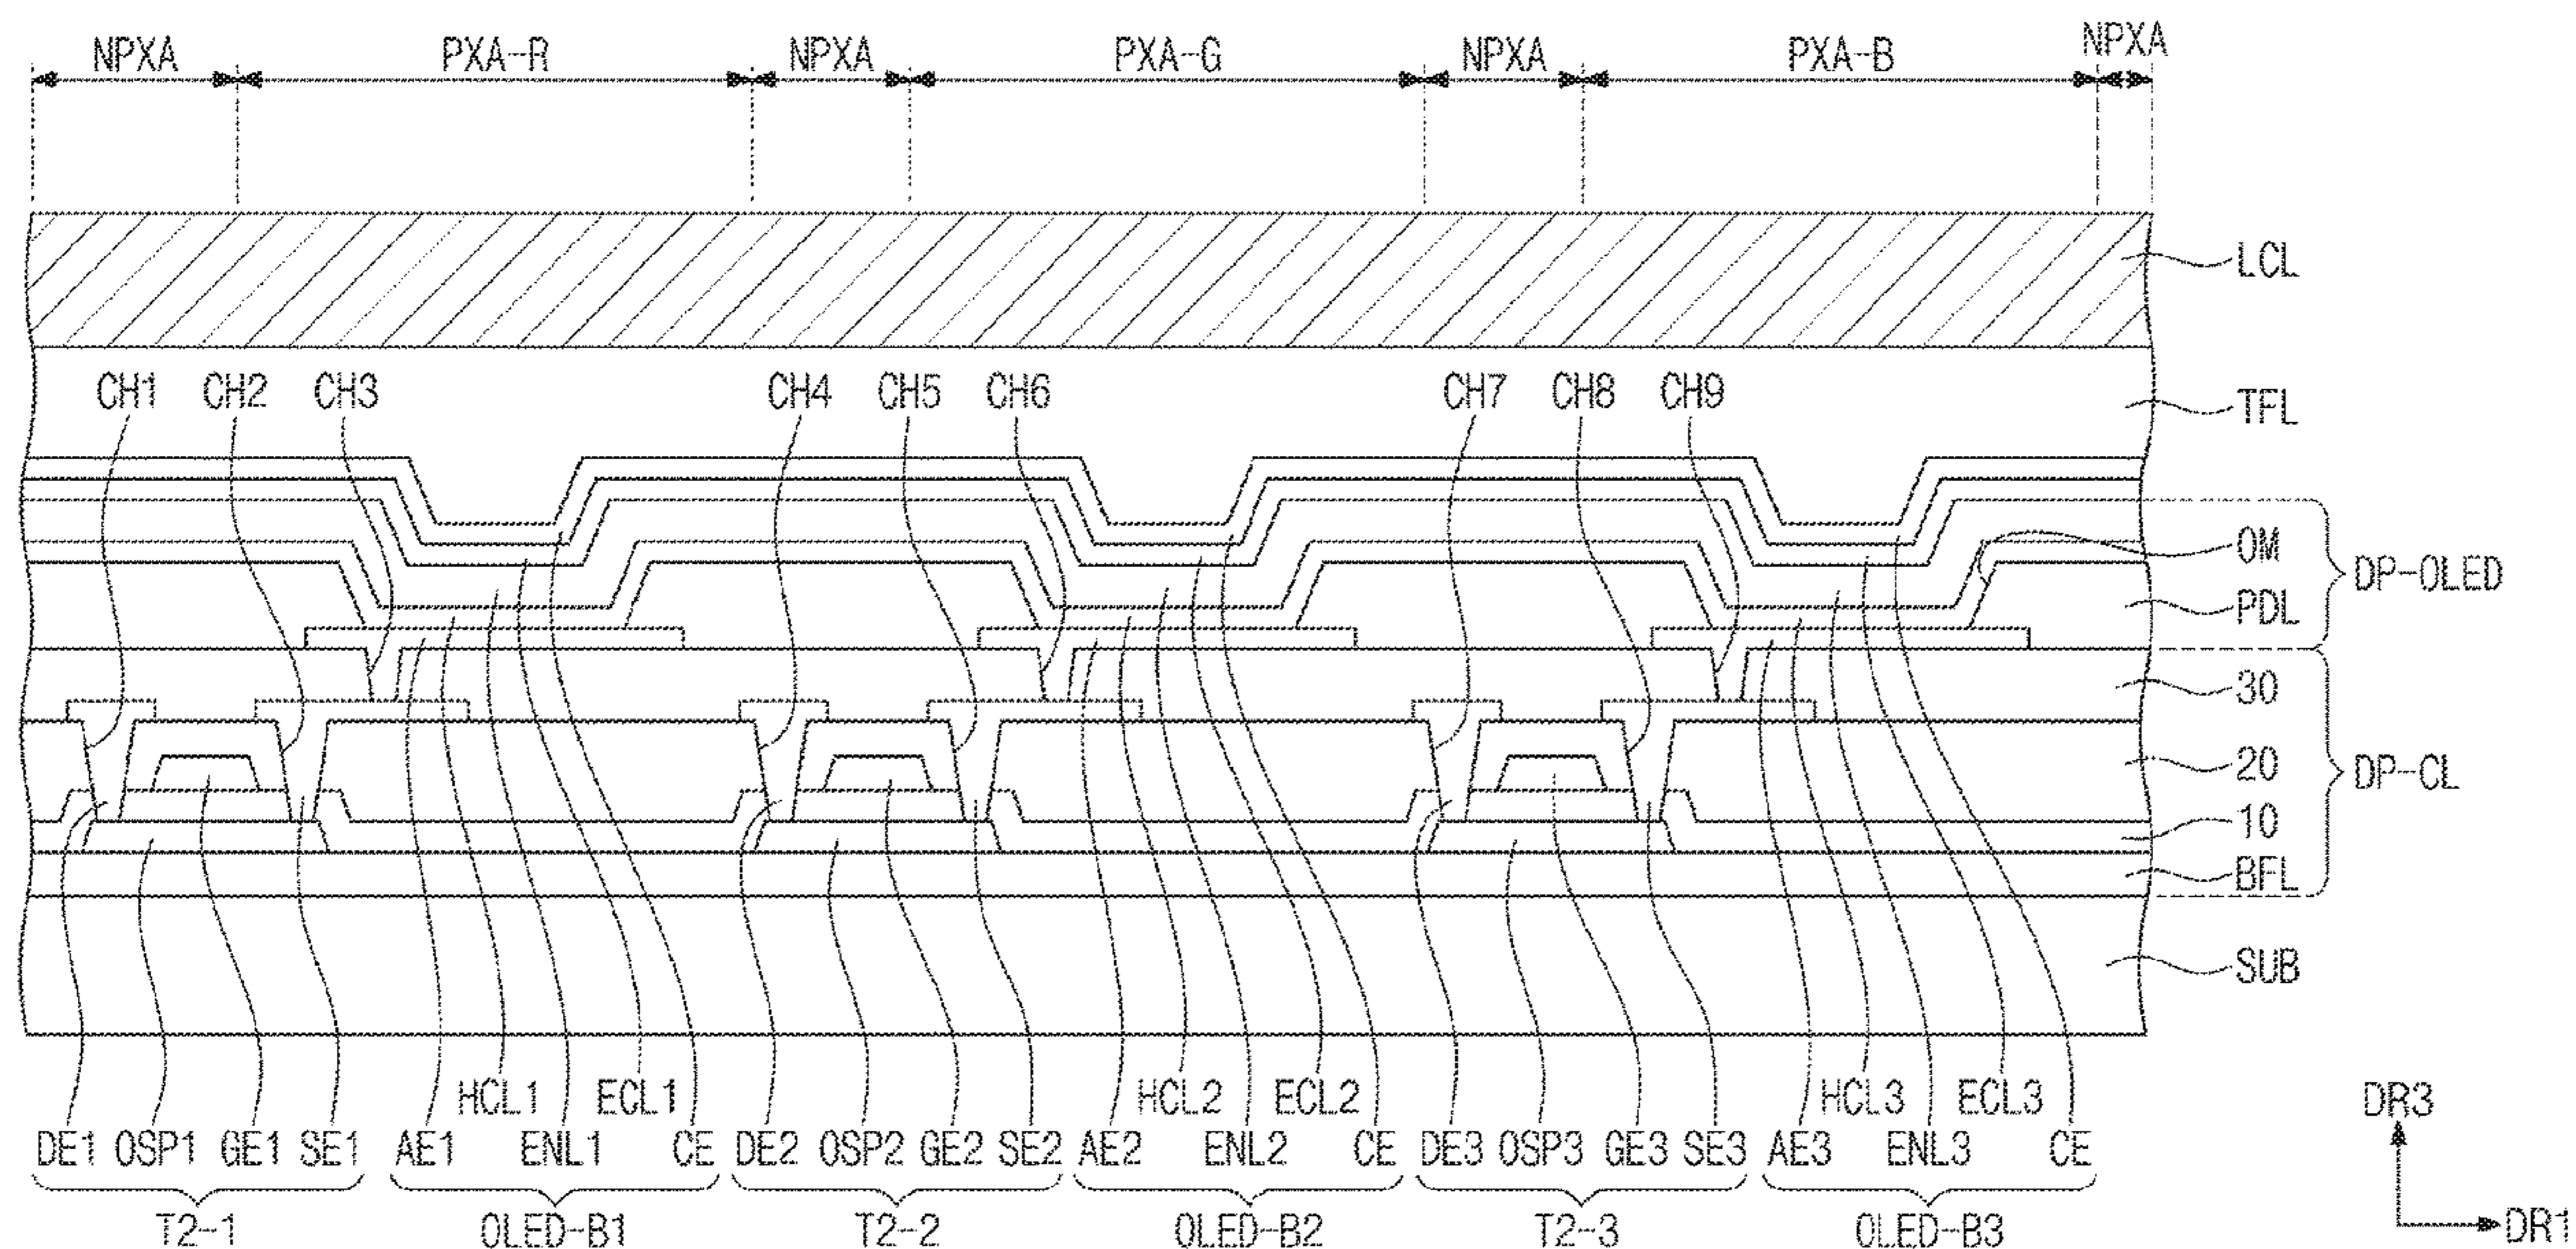 NPXA PXA-R NPXA PXA-G NPXA PXA-B NPXA
LCL
CH1 CH2 CH3 CH4 CH5 CH6 CH7 CH8 CH9
TFL
OM
DP-OLED
PDL
30
20
DP-CL
10
BFL
SUB
HCL1 ECL1 HCL2 ECL2 HCL3 ECL3
DR3
DE1 OSP1 GE1 SE1 AE1 ENL1 CE DE2 OSP2 GE2 SE2 AE2 ENL2 CE DE3 OSP3 GE3 SE3 AE3 ENL3 CE
T2-1 OLED-B1 T2-2 OLED-B2 T2-3 OLED-B3
DR1